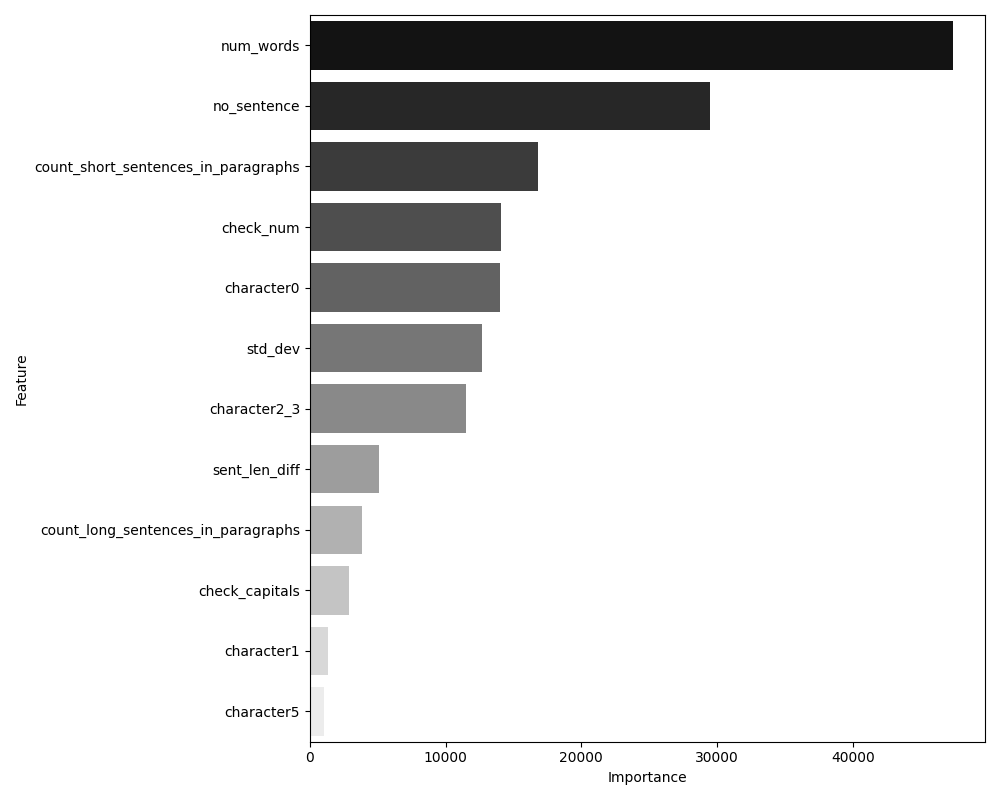 num_words
no_sentence
count_short_sentences_in_paragraphs
check_num
character0
std_dev
character2_3
sent_len_diff
count_long_sentences_in_paragraphs
check_capitals
character1
character5
Feature
0 10000 20000 30000 40000
Importance